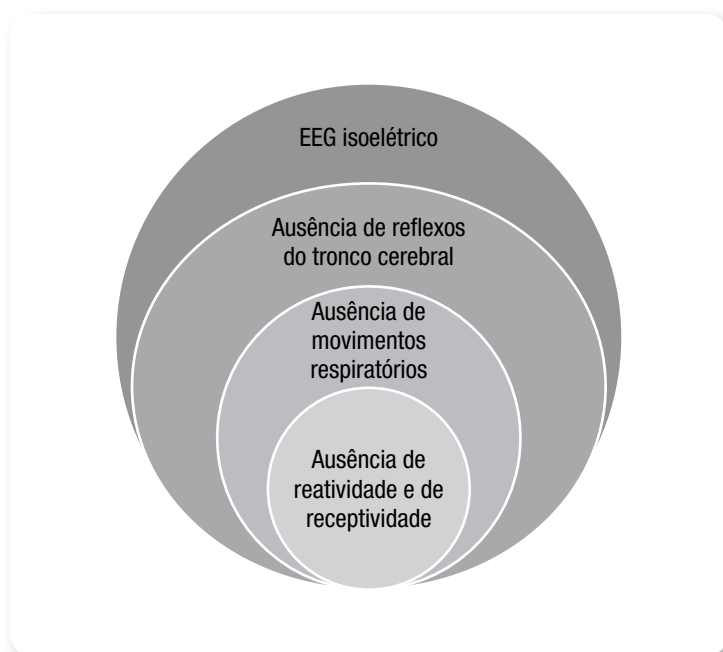 EEG isoelétrico
Ausência de reflexos
do tronco cerebral
Ausência de
movimentos
respiratórios
Ausência de
reatividade e de
receptividade